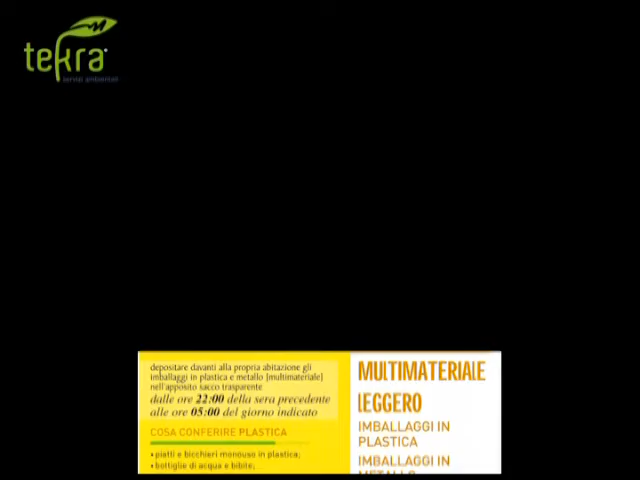 tekra
servizi ambientali
depositare davanti alla propria abitazione gli
imballaggi in plastica e metallo [multimateriale]
nell'apposito sacco trasparente
dalle ore 22:00 della sera precedente
alle ore 05:00 del giorno indicato
COSA CONFERIRE PLASTICA
• piatti e bicchieri monouso in plastica;
• bottiglie di acqua e bibite;
MULTIMATERIALE
LEGGERO
IMBALLAGGI IN
PLASTICA
IMBALLAGGI IN
METALLO